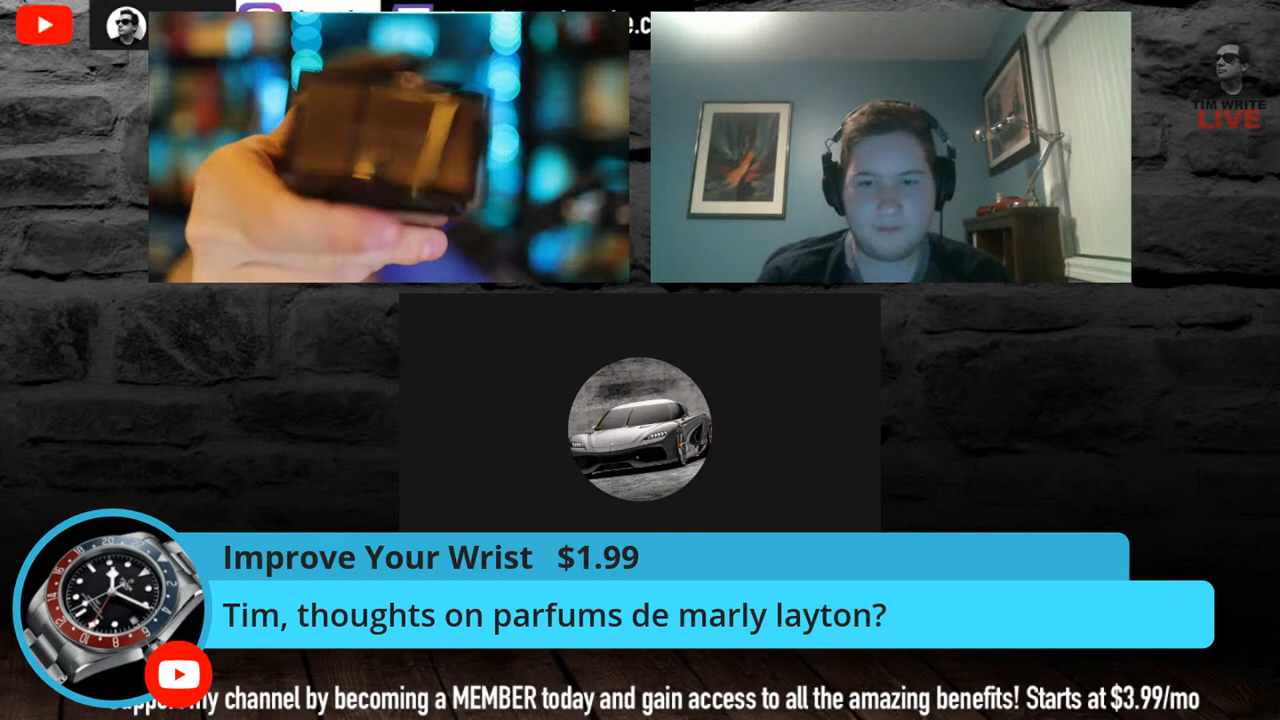 TIM WRITE
LIVE
Improve Your Wrist $1.99
Tim, thoughts on parfums de marly layton?
my channel by becoming a MEMBER today and gain access to all the amazing benefits! Starts at $3.99/mo